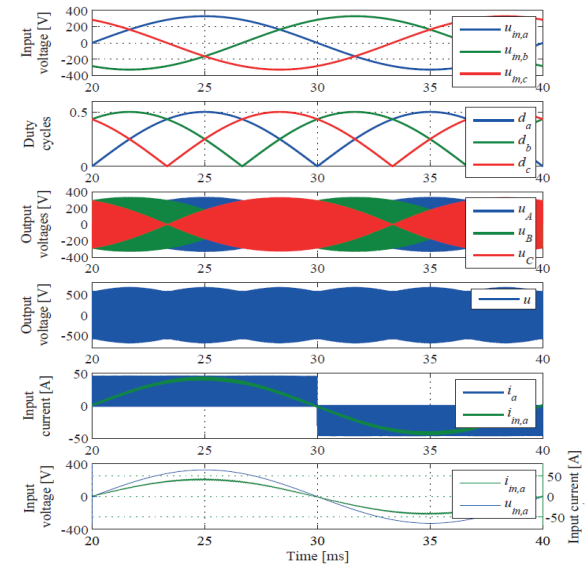 Input voltage [V]
400
200
0
-200
-400
u_in,a
u_in,b
u_in,c
20 25 30 35 40
Duty cycles
0.5
0
d_a
d_b
d_c
20 25 30 35 40
Output voltages [V]
400
200
0
-200
-400
u_A
u_B
u_C
20 25 30 35 40
Output voltage [V]
500
0
-500
u
20 25 30 35 40
Input current [A]
50
0
-50
i_a
i_in,a
20 25 30 35 40
Input voltage [V]
400
0
-400
i_in,a
u_in,a
50
0
-50
Input current [A]
20 25 30 35 40
Time [ms]